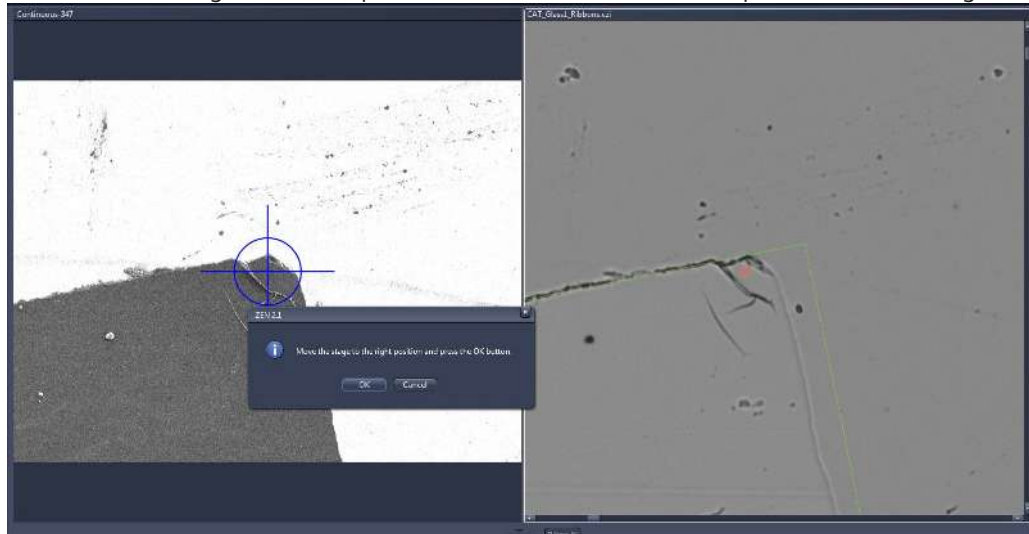 Continuous-347
CAT_Glass1_Ribbons.czi
ZEN 2.1
Move the stage to the right position and press the OK button.
OK
Cancel